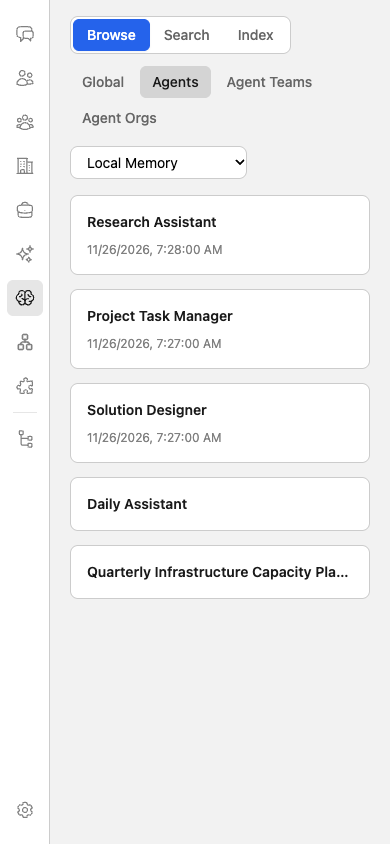 Browse Search Index
Global Agents Agent Teams
Agent Orgs
Local Memory
Research Assistant
11/26/2026, 7:28:00 AM
Project Task Manager
11/26/2026, 7:27:00 AM
Solution Designer
11/26/2026, 7:27:00 AM
Daily Assistant
Quarterly Infrastructure Capacity Pla...